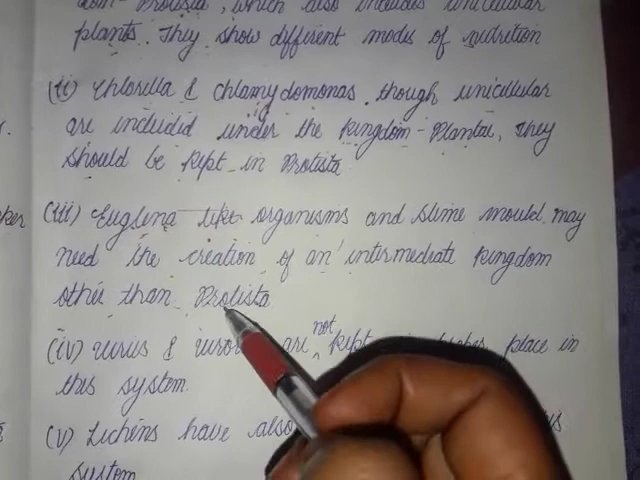 dom-Protista, which also includes unicellular
plants. They show different modes of nutrition
(ii) Chlorella & chlamydomonas, though unicellular
are included under the kingdom-Plantae, They
should be kept in Protista
ker
(iii) Euglena like organisms and slime mould may
need the creation of an intermediate kingdom
other than Protista
(iv) virus & are not kept in place in
this system.
(v) Lichens have also
system